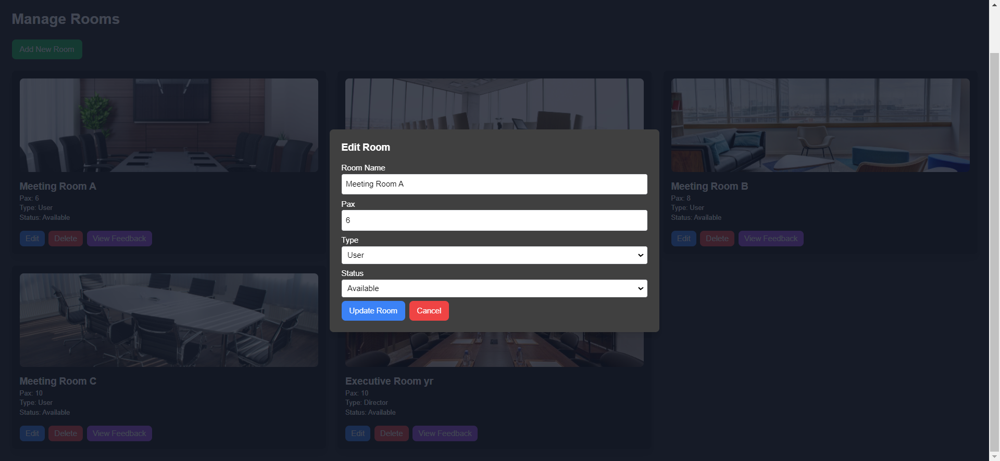 Manage Rooms
Add New Room
Meeting Room A
Pax: 6
Type: User
Status: Available
Edit Delete View Feedback
Edit Room
Room Name
Meeting Room A
Pax
6
Type
User
Status
Available
Update Room Cancel
Meeting Room B
Pax: 8
Type: User
Status: Available
Edit Delete View Feedback
Meeting Room C
Pax: 10
Type: User
Status: Available
Edit Delete View Feedback
Executive Room yr
Pax: 10
Type: Director
Status: Available
Edit Delete View Feedback